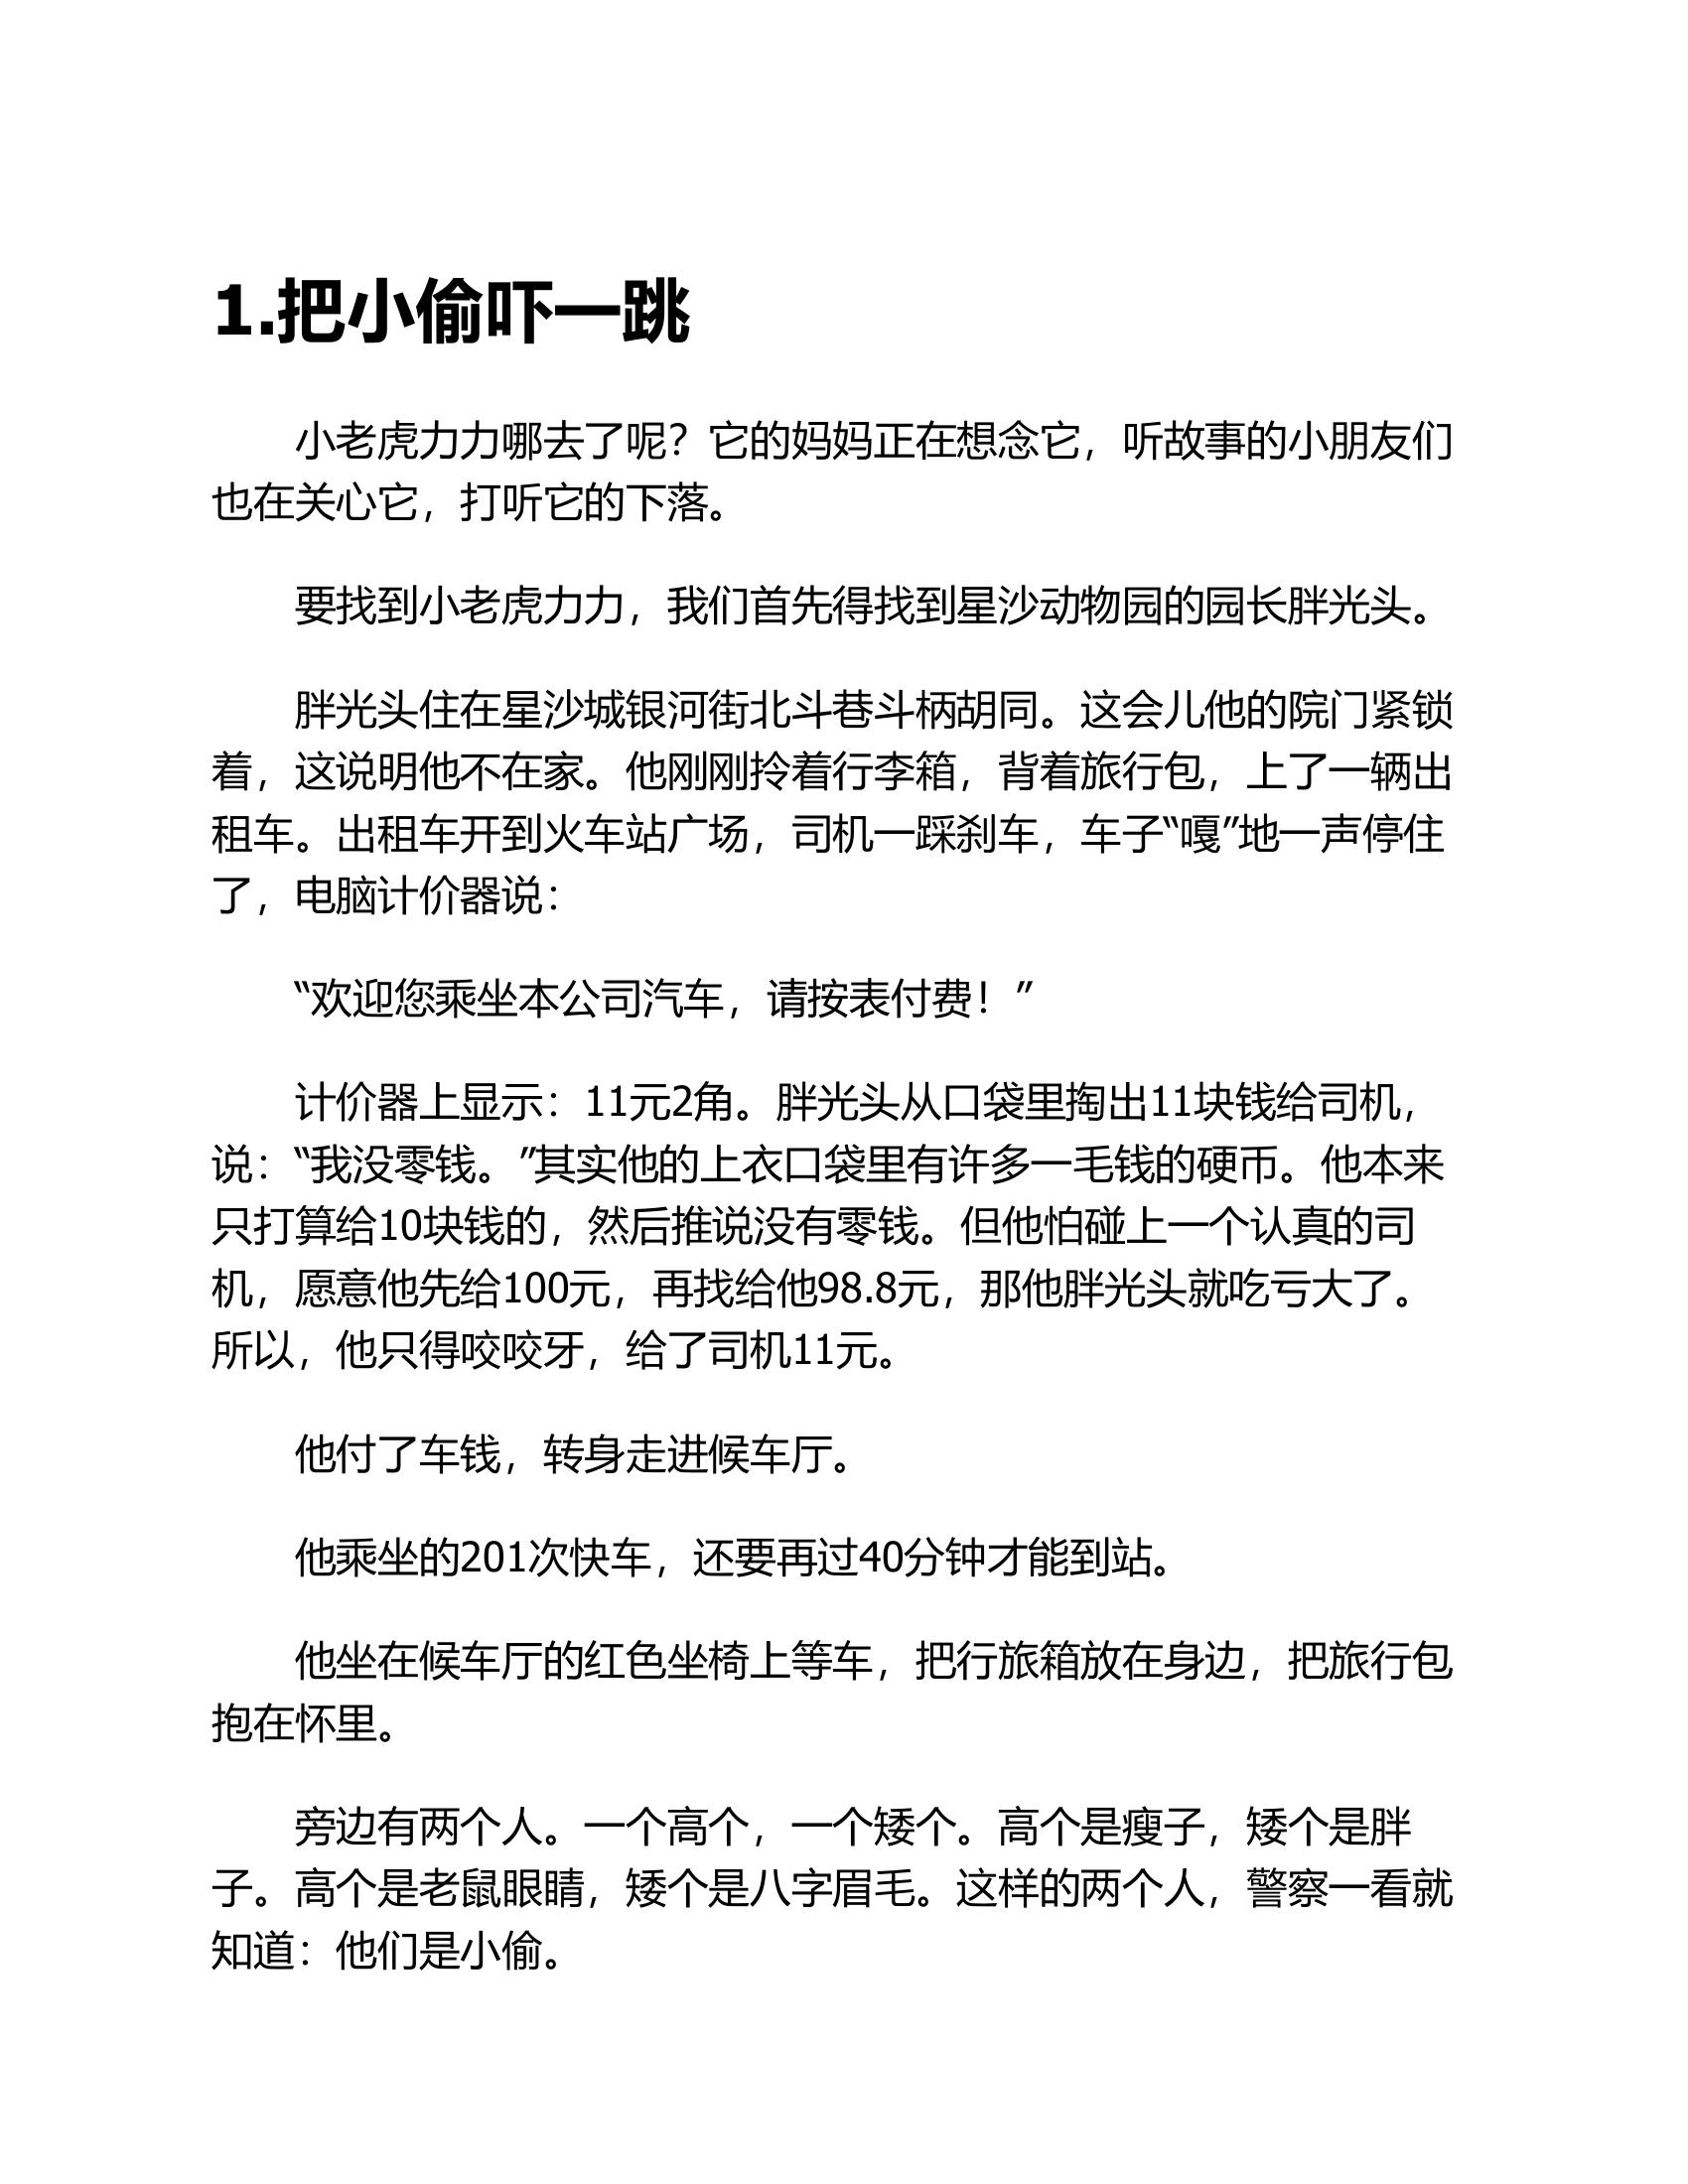 1.把小偷吓一跳
小老虎力力哪去了呢？它的妈妈正在想念它，听故事的小朋友们
也在关心它，打听它的下落。
要找到小老虎力力，我们首先得找到星沙动物园的园长胖光头。
胖光头住在星沙城银河街北斗巷斗柄胡同。这会儿他的院门紧锁
着，这说明他不在家。他刚刚拎着行李箱，背着旅行包，上了一辆出
租车。出租车开到火车站广场，司机一踩刹车，车子“嘎”地一声停住
了，电脑计价器说：
“欢迎您乘坐本公司汽车，请按表付费！”
计价器上显示：11元2角。胖光头从口袋里掏出11块钱给司机，
说：“我没零钱。”其实他的上衣口袋里有许多一毛钱的硬币。他本来
只打算给10块钱的，然后推说没有零钱。但他怕碰上一个认真的司
机，愿意他先给100元，再找给他98.8元，那他胖光头就吃亏大了。
所以，他只得咬咬牙，给了司机11元。
他付了车钱，转身走进候车厅。
他乘坐的201次快车，还要再过40分钟才能到站。
他坐在候车厅的红色坐椅上等车，把行旅箱放在身边，把旅行包
抱在怀里。
旁边有两个人。一个高个，一个矮个。高个是瘦子，矮个是胖
子。高个是老鼠眼睛，矮个是八字眉毛。这样的两个人，警察一看就
知道：他们是小偷。